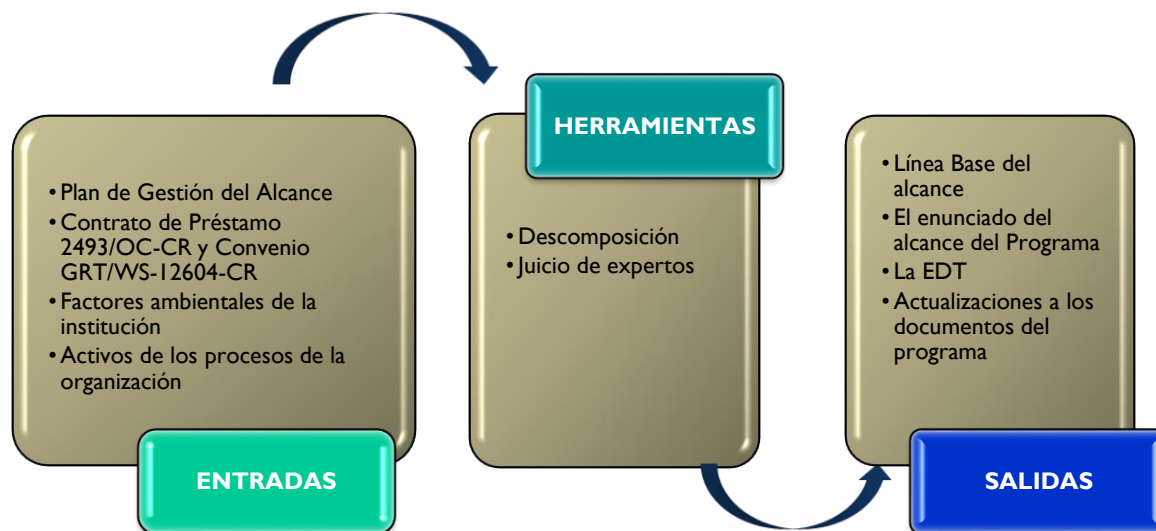 • Plan de Gestión del Alcance
• Contrato de Préstamo
2493/OC-CR y Convenio
GRT/WS-12604-CR
• Factores ambientales de la
institución
• Activos de los procesos de la
organización
ENTRADAS
HERRAMIENTAS
• Descomposición
• Juicio de expertos
• Línea Base del
alcance
• El enunciado del
alcance del Programa
• La EDT
• Actualizaciones a los
documentos del
programa
SALIDAS